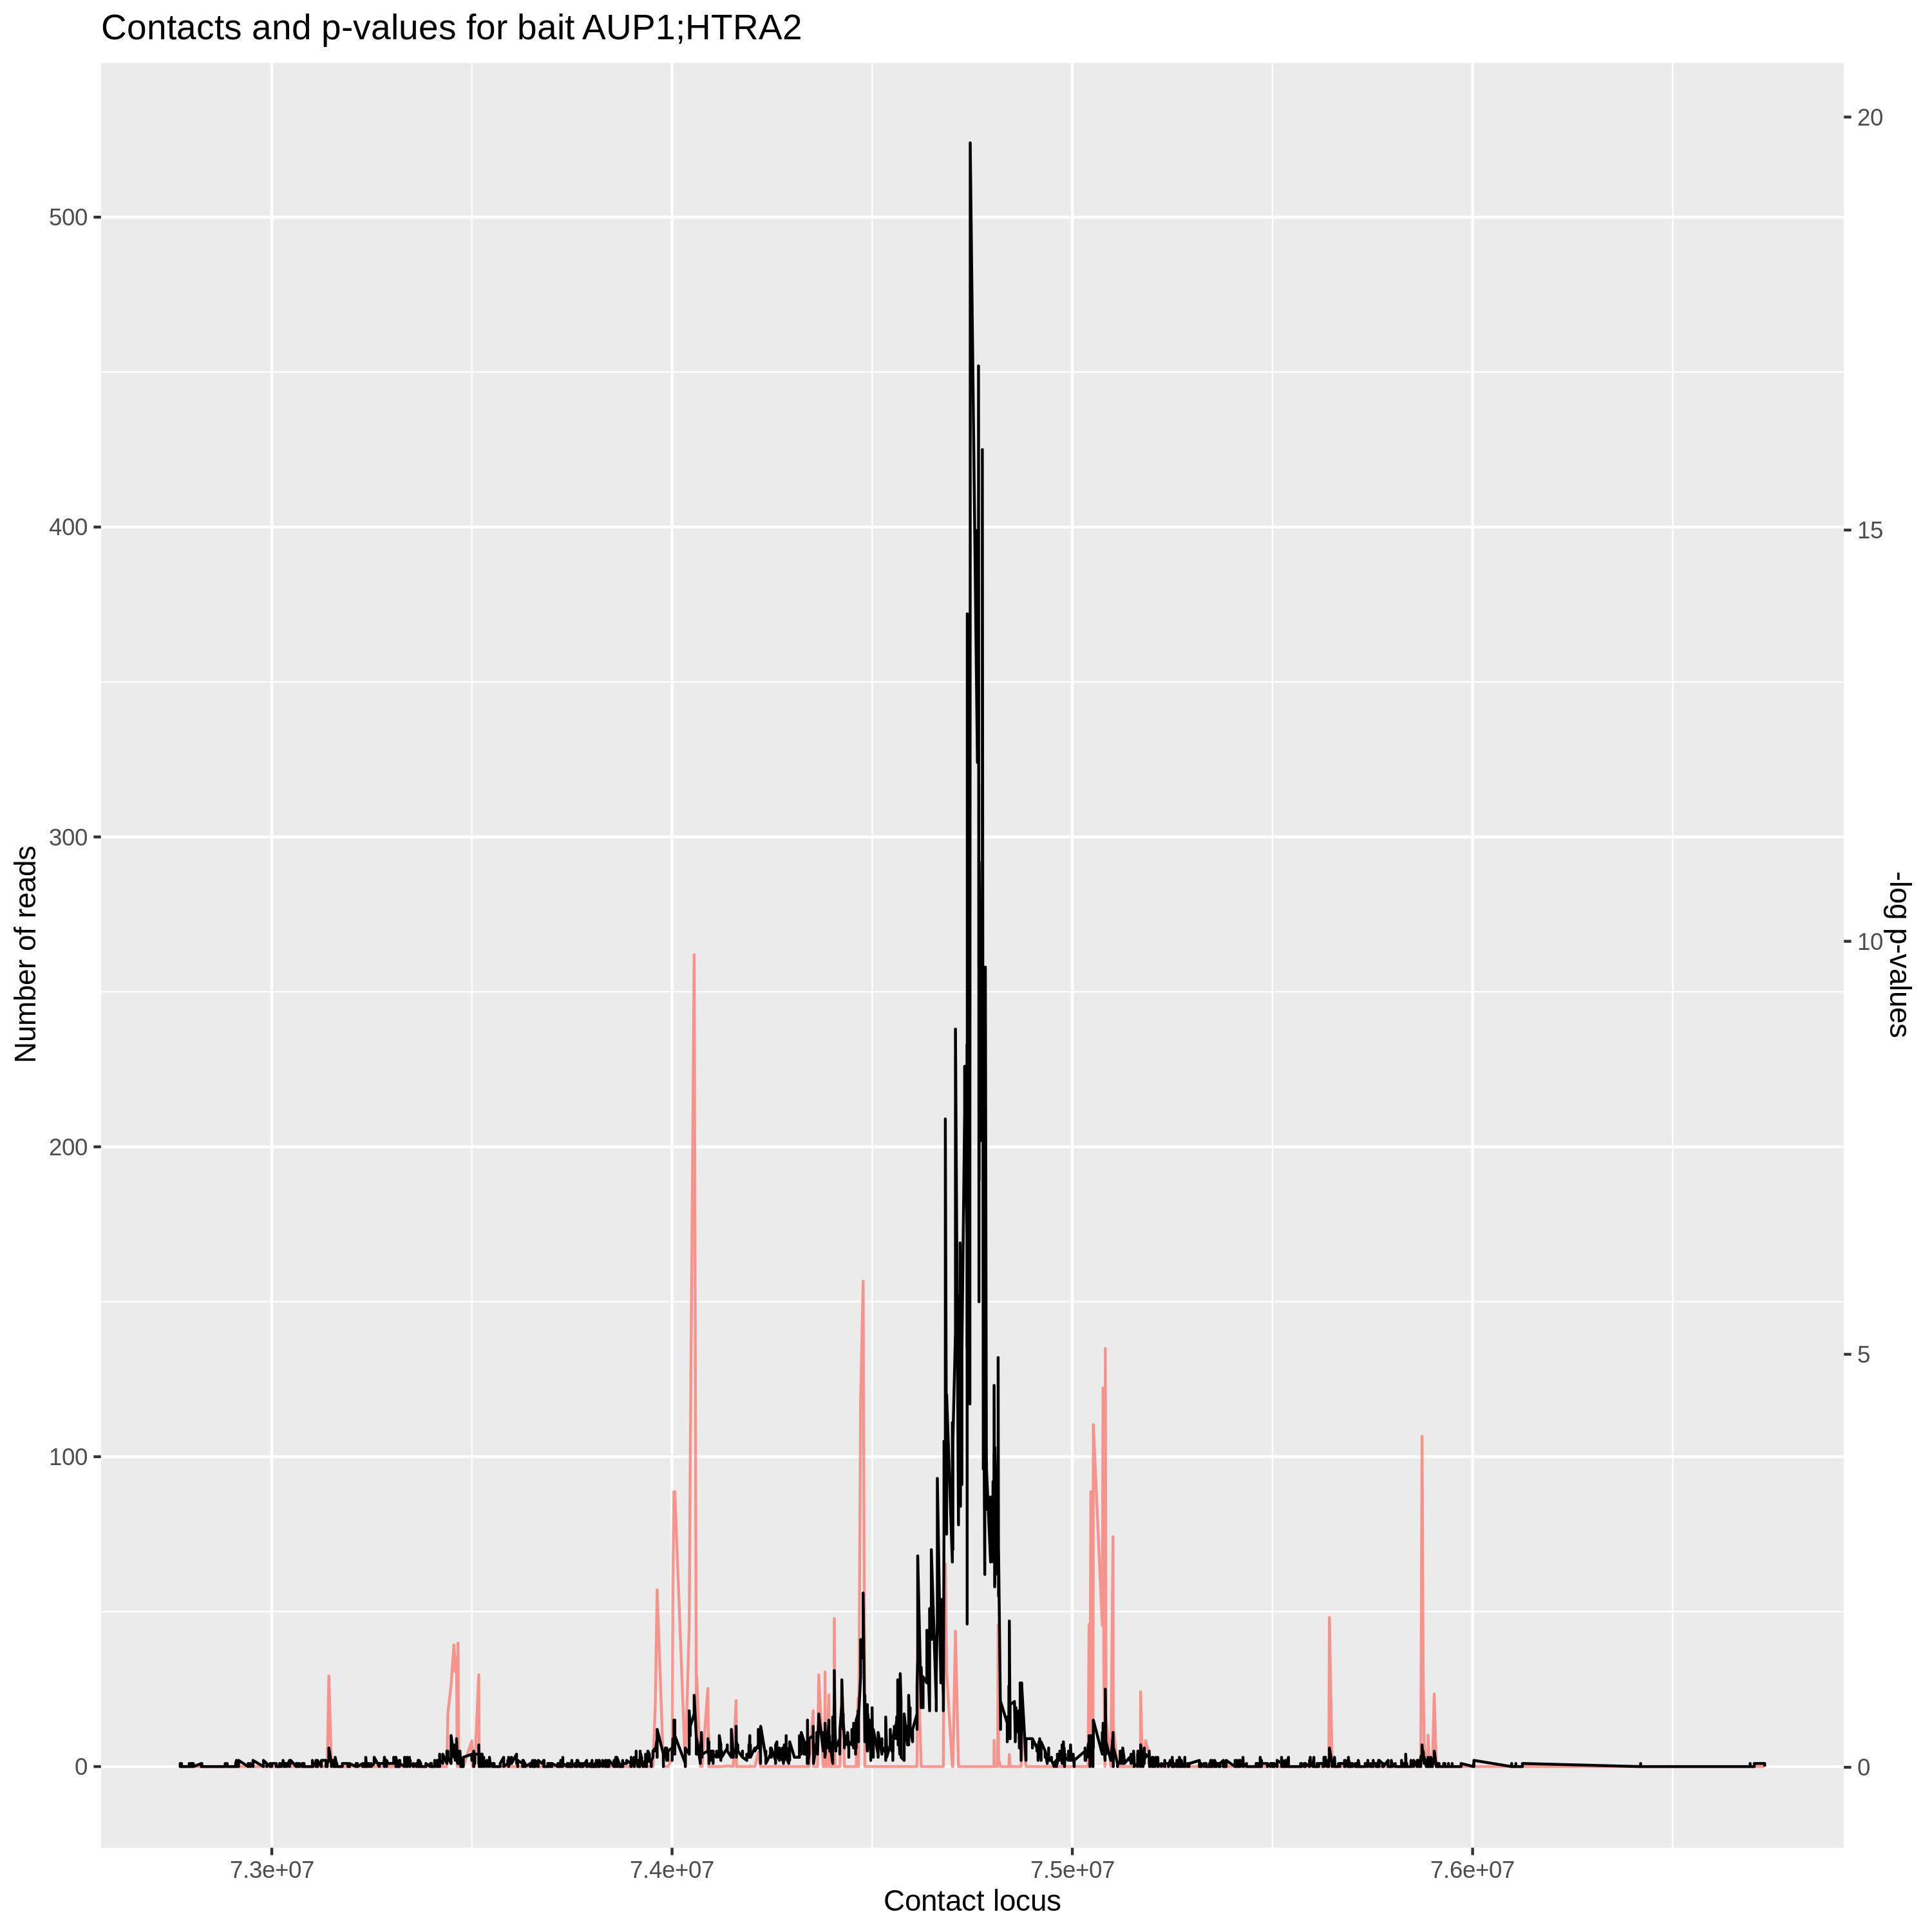 Contacts and p-values for bait AUP1;HTRA2
500
400
300
200
100
0
Number of reads
20
15
10
5
0
-log p-values
7.3e+07
7.4e+07
7.5e+07
7.6e+07
Contact locus